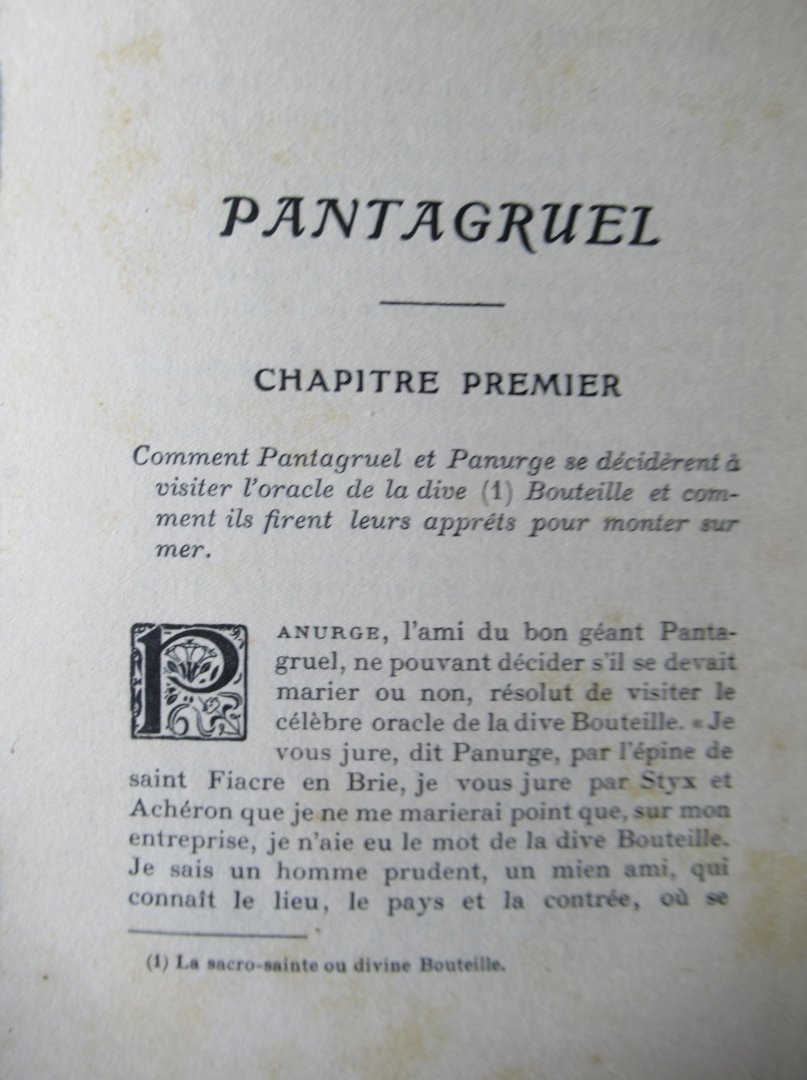 PANTAGRUEL
CHAPITRE PREMIER
Comment Pantagruel et Panurge se décidèrent à
visiter l'oracle de la dive (1) Bouteille et com-
ment ils firent leurs apprêts pour monter sur
mer.
PANURGE, l'ami du bon géant Panta-
gruel, ne pouvant décider s'il se devait
marier ou non, résolut de visiter le
célèbre oracle de la dive Bouteille. « Je
vous jure, dit Panurge, par l'épine de
saint Fiacre en Brie, je vous jure par Styx et
Achéron que je ne me marierai point que, sur mon
entreprise, je n'aie eu le mot de la dive Bouteille.
Je sais un homme prudent, un mien ami, qui
connaît le lieu, le pays et la contrée, où se
(1) La sacro-sainte ou divine Bouteille.